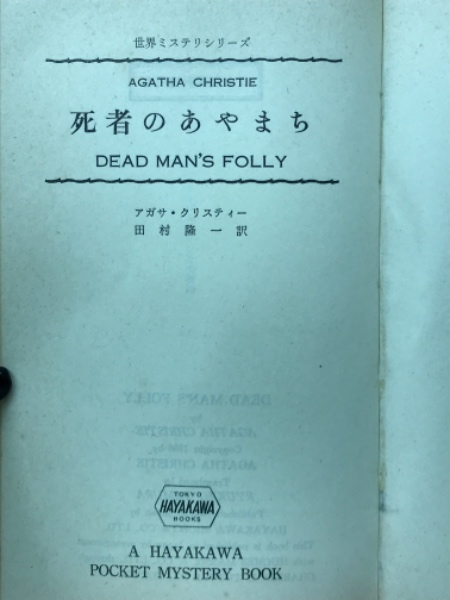 世界ミステリシリーズ
AGATHA CHRISTIE
死者のあやまち
DEAD MAN'S FOLLY
アガサ・クリスティー
田村隆一訳
TOKYO
HAYAKAWA
BOOKS
A HAYAKAWA
POCKET MYSTERY BOOK